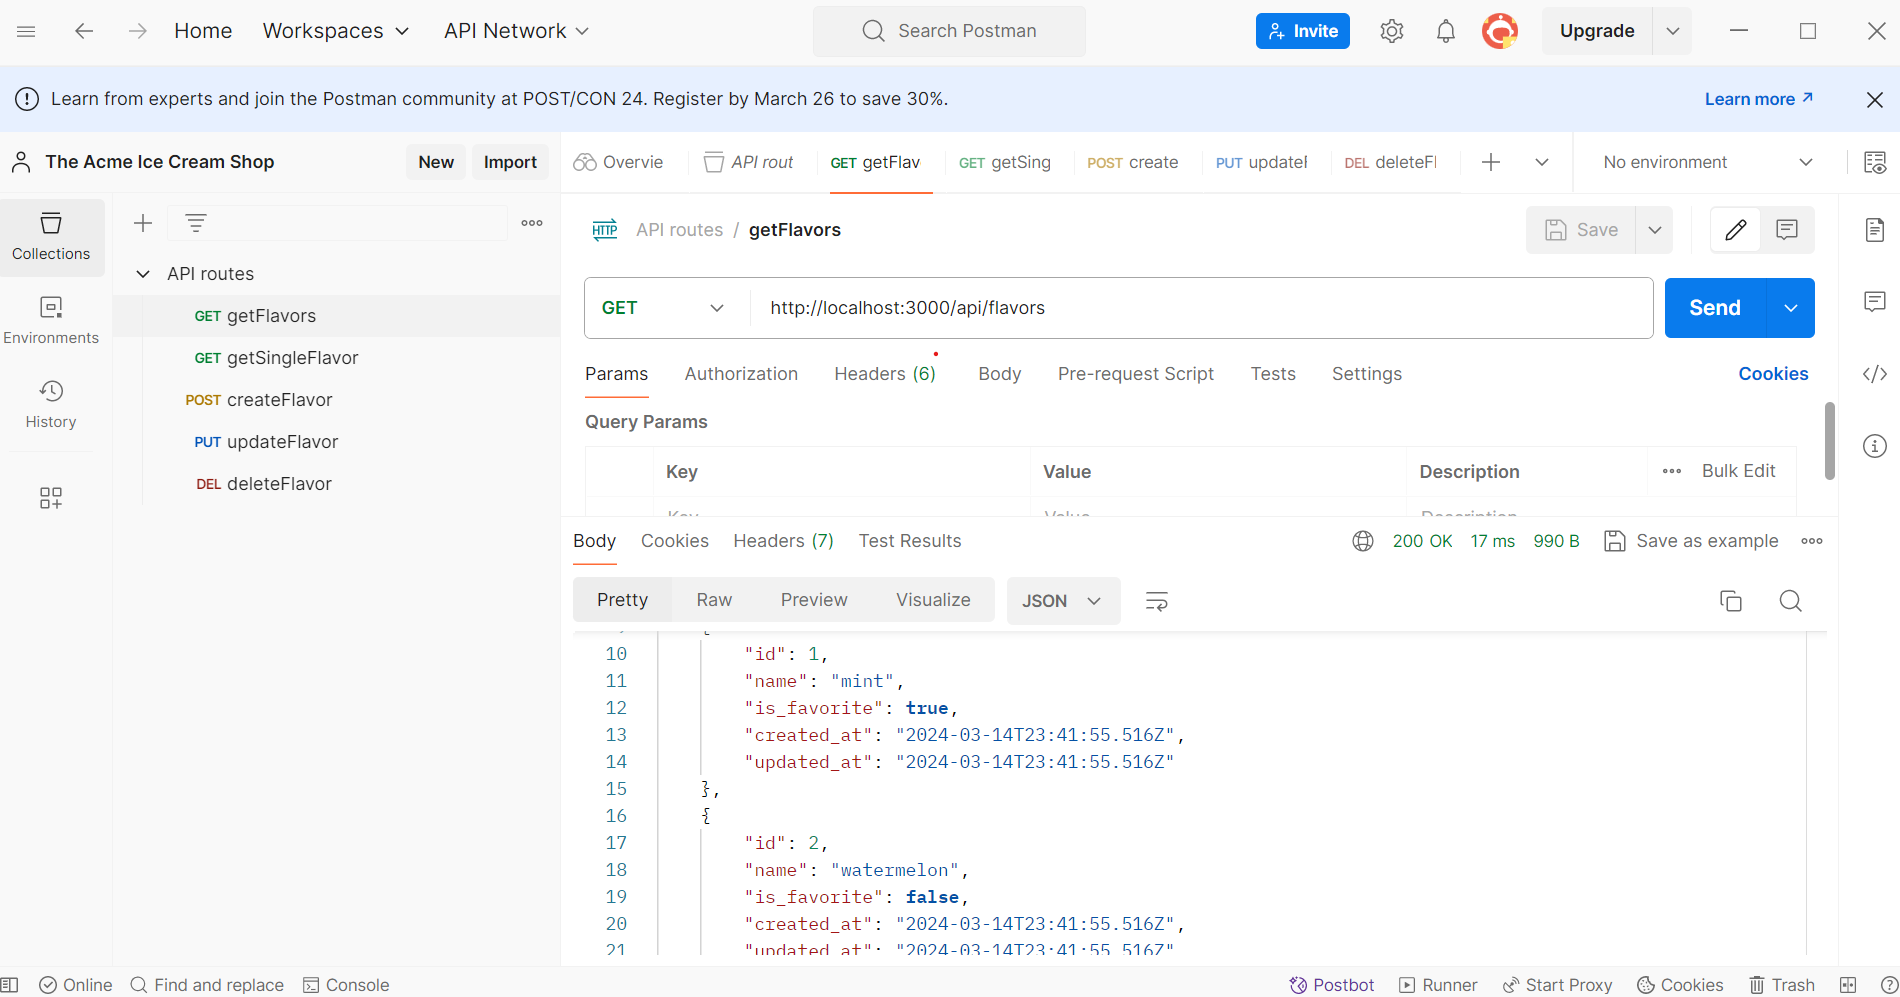 Home Workspaces API Network Search Postman Invite Upgrade
Learn from experts and join the Postman community at POST/CON 24. Register by March 26 to save 30%. Learn more
The Acme Ice Cream Shop New Import Overvie API rout GET getFlav GET getSing POST create PUT updateF DEL deleteFl No environment
Collections
Environments
History
API routes
GET getFlavors
GET getSingleFlavor
POST createFlavor
PUT updateFlavor
DEL deleteFlavor
HTTP API routes / getFlavors Save
GET http://localhost:3000/api/flavors Send
Params Authorization Headers (6) Body Pre-request Script Tests Settings Cookies
Query Params
Key Value Description Bulk Edit
Key Value Description
Body Cookies Headers (7) Test Results 200 OK 17 ms 990 B Save as example
Pretty Raw Preview Visualize JSON
{
10 "id": 1,
11 "name": "mint",
12 "is_favorite": true,
13 "created_at": "2024-03-14T23:41:55.516Z",
14 "updated_at": "2024-03-14T23:41:55.516Z"
15 },
16 {
17 "id": 2,
18 "name": "watermelon",
19 "is_favorite": false,
20 "created_at": "2024-03-14T23:41:55.516Z",
21 "updated_at": "2024-03-14T23:41:55.516Z"
Online Find and replace Console Postbot Runner Start Proxy Cookies Trash